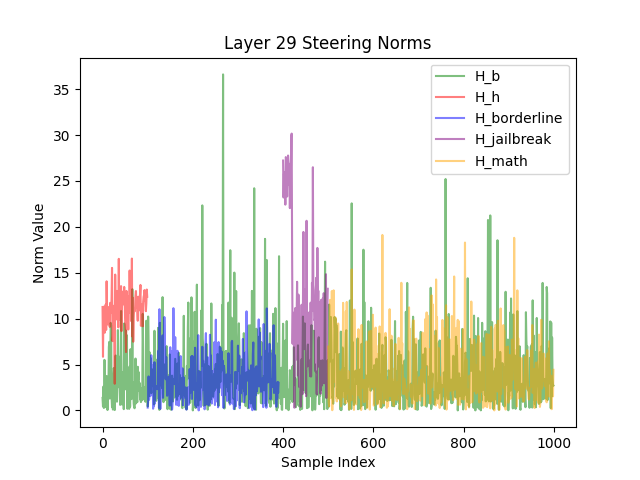 Layer 29 Steering Norms
H_b
H_h
H_borderline
H_jailbreak
H_math
Norm Value
35
30
25
20
15
10
5
0
0 200 400 600 800 1000
Sample Index